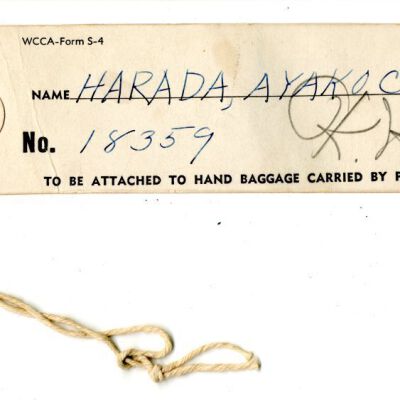 WCCA-Form S-4
NAME HARADA, AYAKO C
No. 18359
TO BE ATTACHED TO HAND BAGGAGE CARRIED BY